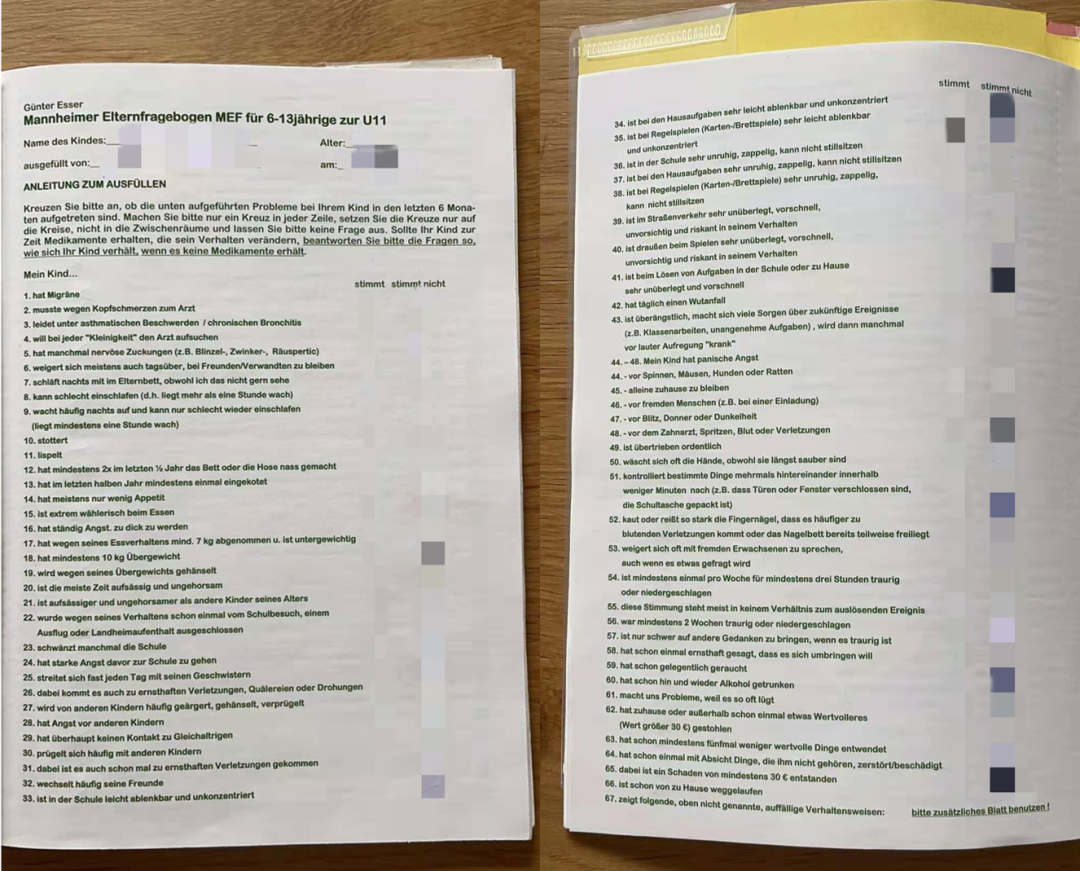 Günter Esser
Mannheimer Elternfragebogen MEF für 6-13jährige zur U11
Name des Kindes:
Alter:
ausgefüllt von:
am:
ANLEITUNG ZUM AUSFÜLLEN
Kreuzen Sie bitte an, ob die unten aufgeführten Probleme bei Ihrem Kind in den letzten 6 Mona-
ten aufgetreten sind. Machen Sie bitte nur ein Kreuz in jeder Zeile, setzen Sie die Kreuze nur auf
die Kreise, nicht in die Zwischenräume und lassen Sie bitte keine Frage aus. Sollte Ihr Kind zur
Zeit Medikamente erhalten, die sein Verhalten verändern, beantworten Sie bitte die Fragen so,
wie sich Ihr Kind verhält, wenn es keine Medikamente erhält.
Mein Kind...
stimmt stimmt nicht
1. hat Migräne
2. musste wegen Kopfschmerzen zum Arzt
3. leidet unter asthmatischen Beschwerden / chronischen Bronchitis
4. will bei jeder "Kleinigkeit" den Arzt aufsuchen
5. hat manchmal nervöse Zuckungen (z.B. Blinzel-, Zwinker-, Räuspertic)
6. weigert sich meistens auch tagsüber, bei Freunden/Verwandten zu bleiben
7. schläft nachts mit im Elternbett, obwohl ich das nicht gern sehe
8. kann schlecht einschlafen (d.h. liegt mehr als eine Stunde wach)
9. wacht häufig nachts auf und kann nur schlecht wieder einschlafen
(liegt mindestens eine Stunde wach)
10. stottert
11. lispelt
12. hat mindestens 2x im letzten ½ Jahr das Bett oder die Hose nass gemacht
13. hat im letzten halben Jahr mindestens einmal eingekotet
14. hat meistens nur wenig Appetit
15. ist extrem wählerisch beim Essen
16. hat ständig Angst. zu dick zu werden
17. hat wegen seines Essverhaltens mind. 7 kg abgenommen u. ist untergewichtig
18. hat mindestens 10 kg Übergewicht
19. wird wegen seines Übergewichts gehänselt
20. ist die meiste Zeit aufsässig und ungehorsam
21. ist aufsässiger und ungehorsamer als andere Kinder seines Alters
22. wurde wegen seines Verhaltens schon einmal vom Schulbesuch, einem
Ausflug oder Landheimaufenthalt ausgeschlossen
23. schwänzt manchmal die Schule
24. hat starke Angst davor zur Schule zu gehen
25. streitet sich fast jeden Tag mit seinen Geschwistern
26. dabei kommt es auch zu ernsthaften Verletzungen, Quälereien oder Drohungen
27. wird von anderen Kindern häufig geärgert, gehänselt, verprügelt
28. hat Angst vor anderen Kindern
29. hat überhaupt keinen Kontakt zu Gleichaltrigen
30. prügelt sich häufig mit anderen Kindern
31. dabei ist es auch schon mal zu ernsthaften Verletzungen gekommen
32. wechselt häufig seine Freunde
33. ist in der Schule leicht ablenkbar und unkonzentriert
stimmt stimmt nicht
34. ist bei den Hausaufgaben sehr leicht ablenkbar und unkonzentriert
35. ist bei Regelspielen (Karten-/Brettspiele) sehr leicht ablenkbar
und unkonzentriert
36. ist in der Schule sehr unruhig, zappelig, kann nicht stillsitzen
37. ist bei den Hausaufgaben sehr unruhig, zappelig, kann nicht stillsitzen
38. ist bei Regelspielen (Karten-/Brettspiele) sehr unruhig, zappelig,
kann nicht stillsitzen
39. ist im Straßenverkehr sehr unüberlegt, vorschnell,
unvorsichtig und riskant in seinem Verhalten
40. ist draußen beim Spielen sehr unüberlegt, vorschnell,
unvorsichtig und riskant in seinem Verhalten
41. ist beim Lösen von Aufgaben in der Schule oder zu Hause
sehr unüberlegt und vorschnell
42. hat täglich einen Wutanfall
43. ist überängstlich, macht sich viele Sorgen über zukünftige Ereignisse
(z.B. Klassenarbeiten, unangenehme Aufgaben) , wird dann manchmal
vor lauter Aufregung "krank"
44. – 48. Mein Kind hat panische Angst
44. - vor Spinnen, Mäusen, Hunden oder Ratten
45. - alleine zuhause zu bleiben
46. - vor fremden Menschen (z.B. bei einer Einladung)
47. - vor Blitz, Donner oder Dunkelheit
48. - vor dem Zahnarzt, Spritzen, Blut oder Verletzungen
49. ist übertrieben ordentlich
50. wäscht sich oft die Hände, obwohl sie längst sauber sind
51. kontrolliert bestimmte Dinge mehrmals hintereinander innerhalb
weniger Minuten nach (z.B. dass Türen oder Fenster verschlossen sind,
die Schultasche gepackt ist)
52. kaut oder reißt so stark die Fingernägel, dass es häufiger zu
blutenden Verletzungen kommt oder das Nagelbett bereits teilweise freiliegt
53. weigert sich oft mit fremden Erwachsenen zu sprechen,
auch wenn es etwas gefragt wird
54. ist mindestens einmal pro Woche für mindestens drei Stunden traurig
oder niedergeschlagen
55. diese Stimmung steht meist in keinem Verhältnis zum auslösenden Ereignis
56. war mindestens 2 Wochen traurig oder niedergeschlagen
57. ist nur schwer auf andere Gedanken zu bringen, wenn es traurig ist
58. hat schon einmal ernsthaft gesagt, dass es sich umbringen will
59. hat schon gelegentlich geraucht
60. hat schon hin und wieder Alkohol getrunken
61. macht uns Probleme, weil es so oft lügt
62. hat zuhause oder außerhalb schon einmal etwas Wertvolleres
(Wert größer 30 €) gestohlen
63. hat schon mindestens fünfmal weniger wertvolle Dinge entwendet
64. hat schon einmal mit Absicht Dinge, die ihm nicht gehören, zerstört/beschädigt
65. dabei ist ein Schaden von mindestens 30 € entstanden
66. ist schon von zu Hause weggelaufen
67. zeigt folgende, oben nicht genannte, auffällige Verhaltensweisen: bitte zusätzliches Blatt benutzen !